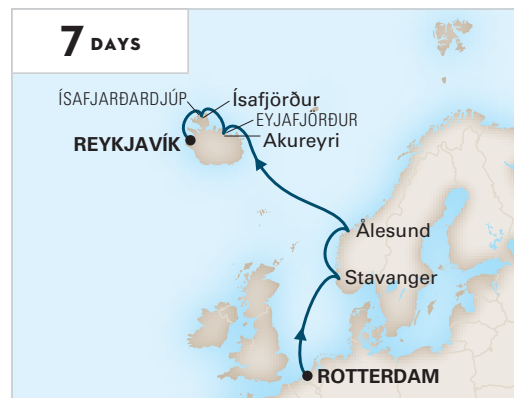 7 DAYS
ÍSAFJARÐARDJÚP
Ísafjörður
EYJAFJÖRÐUR
Akureyri
REYKJAVÍK
Ålesund
Stavanger
ROTTERDAM